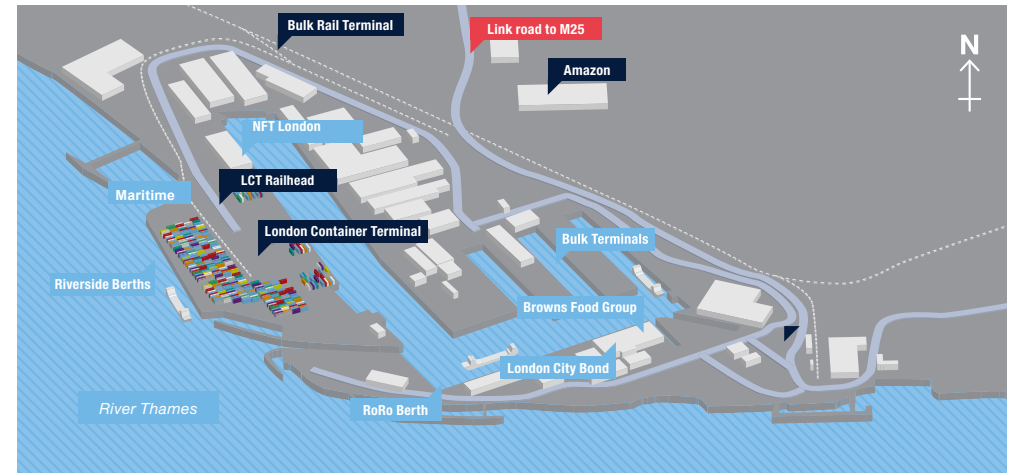 Bulk Rail Terminal
Link road to M25
N
Amazon
NFT London
LCT Railhead
Maritime
London Container Terminal
Bulk Terminals
Riverside Berths
Browns Food Group
London City Bond
River Thames
RoRo Berth